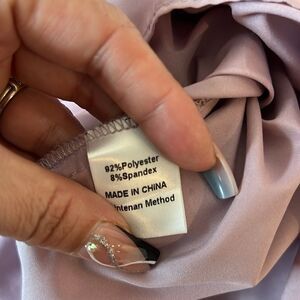 92%Polyester
8%Spandex
MADE IN CHINA
Method